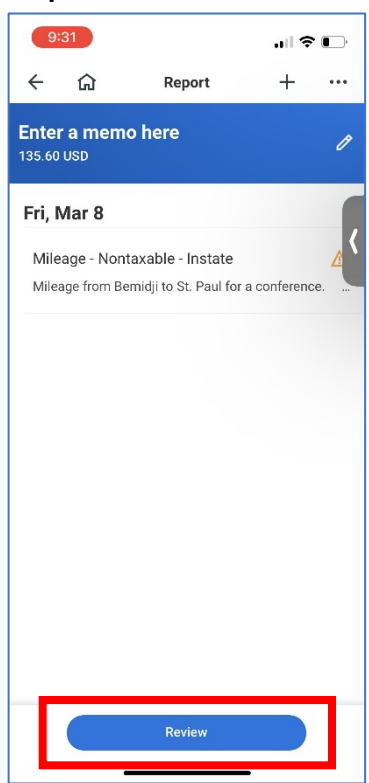 9:31
Report
Enter a memo here
135.60 USD
Fri, Mar 8
Mileage - Nontaxable - Instate
Mileage from Bemidji to St. Paul for a conference. ...
Review